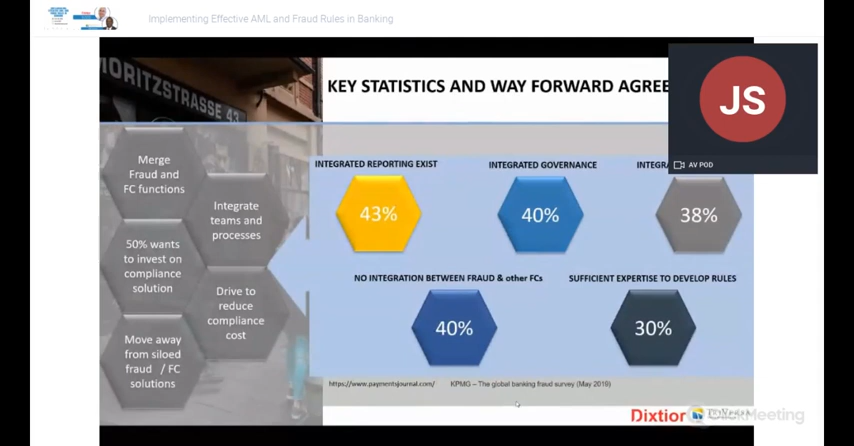 Implementing Effective AML and Fraud Rules in Banking
MORITZSTRASSE 43
KEY STATISTICS AND WAY FORWARD AGREE
JS
AV POD
Merge
Fraud and
FC functions
Integrate
teams and
processes
50% wants
to invest on
compliance
solution
Drive to
reduce
compliance
cost
Move away
from siloed
fraud / FC
solutions
INTEGRATED REPORTING EXIST
43%
INTEGRATED GOVERNANCE
40%
INTEGRA
38%
NO INTEGRATION BETWEEN FRAUD & other FCs
40%
SUFFICIENT EXPERTISE TO DEVELOP RULES
30%
https://www.paymentsjournal.com/ KPMG – The global banking fraud survey (May 2019)
Dixtior
ClickMeeting